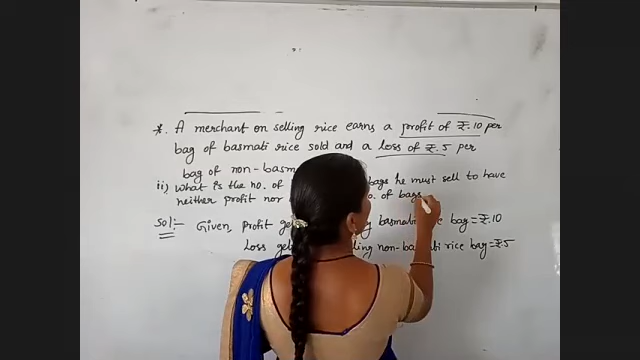 *. A merchant on selling rice earns a profit of ₹.10 per
bag of basmati rice sold and a loss of ₹.5 per
bag of non-basm
ii) What is the no. of bags he must sell to have
neither profit nor no. of bags
Sol:- Given, profit basmati bag = ₹.10
Loss non-basmati rice bag = ₹.5